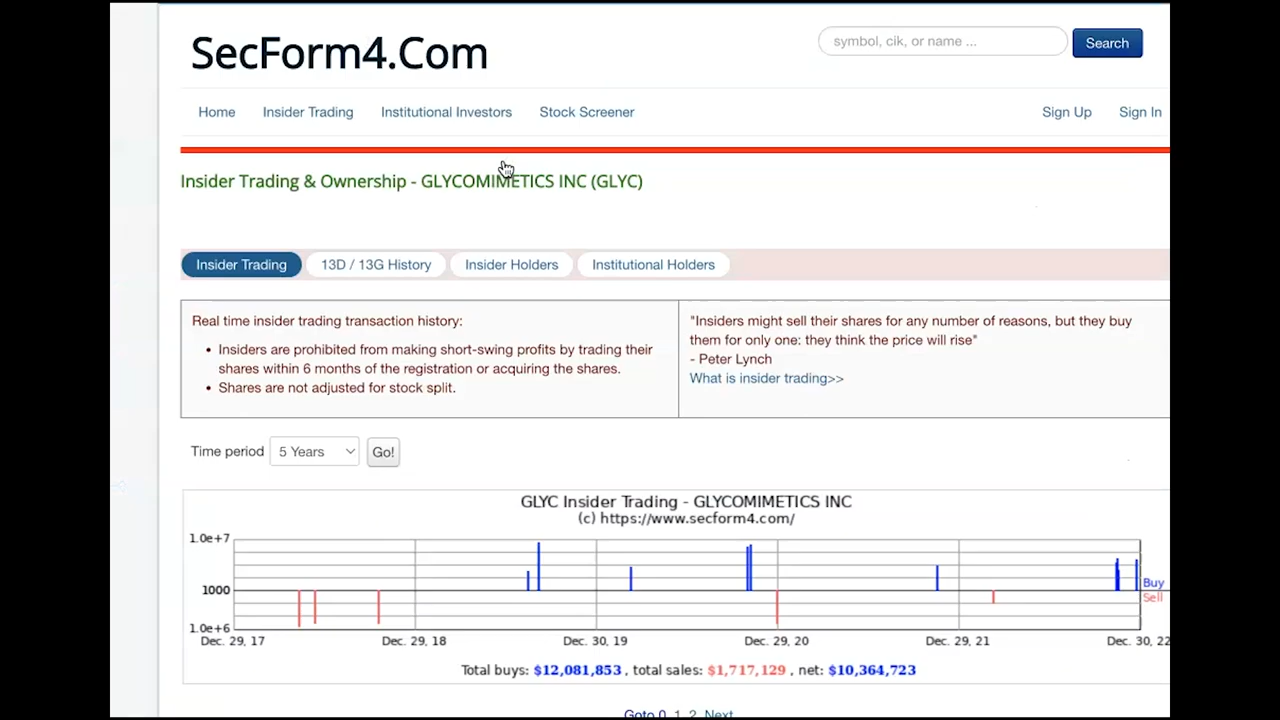 SecForm4.Com
symbol, cik, or name ...
Search
Home
Insider Trading
Institutional Investors
Stock Screener
Sign Up
Sign In
Insider Trading & Ownership - GLYCOMIMETICS INC (GLYC)
Insider Trading
13D / 13G History
Insider Holders
Institutional Holders
Real time insider trading transaction history:
• Insiders are prohibited from making short-swing profits by trading their
shares within 6 months of the registration or acquiring the shares.
• Shares are not adjusted for stock split.
"Insiders might sell their shares for any number of reasons, but they buy
them for only one: they think the price will rise"
- Peter Lynch
What is insider trading>>
Time period
5 Years
Go!
GLYC Insider Trading - GLYCOMIMETICS INC
(c) https://www.secform4.com/
1.0e+7
1000
1.0e+6
Buy
Sell
Dec. 29, 17
Dec. 29, 18
Dec. 30, 19
Dec. 29, 20
Dec. 29, 21
Dec. 30, 22
Total buys: $12,081,853 , total sales: $1,717,129 , net: $10,364,723
Goto 0 1 2 Next